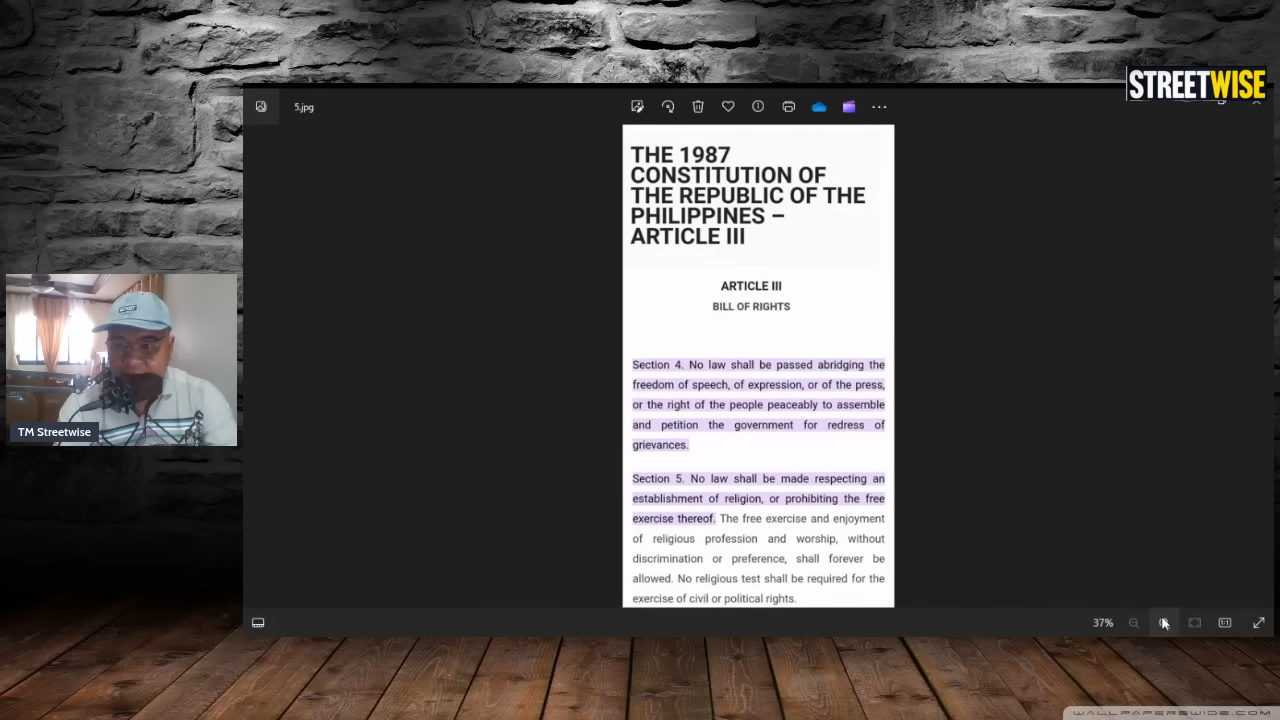 STREETWISE
5.jpg
THE 1987
CONSTITUTION OF
THE REPUBLIC OF THE
PHILIPPINES –
ARTICLE III
ARTICLE III
BILL OF RIGHTS
Section 4. No law shall be passed abridging the
freedom of speech, of expression, or of the press,
or the right of the people peaceably to assemble
and petition the government for redress of
grievances.
Section 5. No law shall be made respecting an
establishment of religion, or prohibiting the free
exercise thereof. The free exercise and enjoyment
of religious profession and worship, without
discrimination or preference, shall forever be
allowed. No religious test shall be required for the
exercise of civil or political rights.
TM Streetwise
37%
WALLPAPERSWIDE.COM